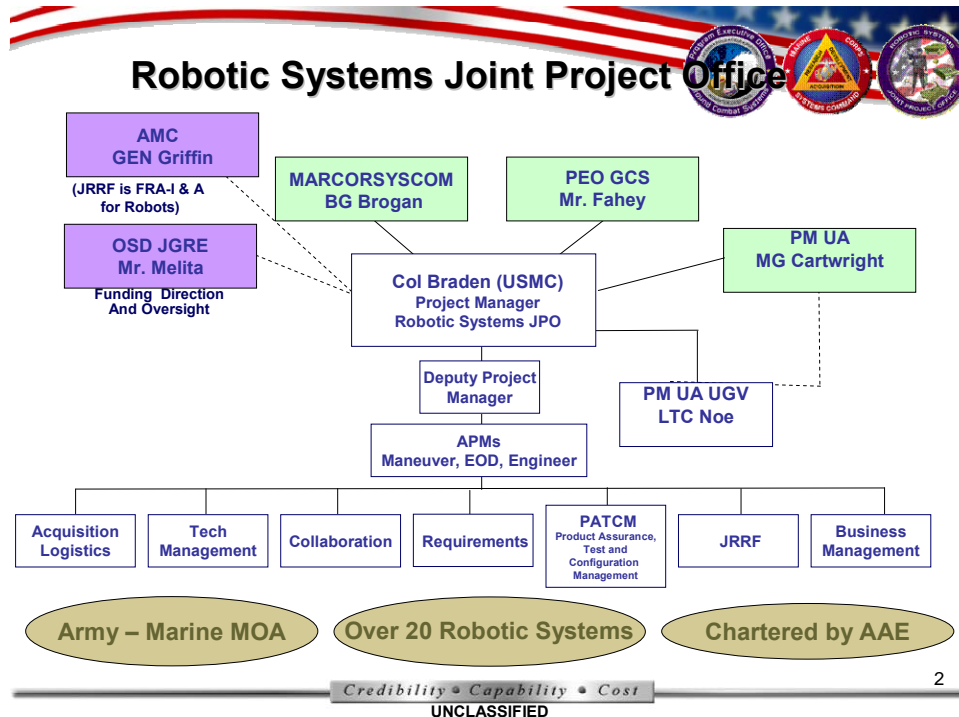 Robotic Systems Joint Project Office
AMC
GEN Griffin
(JRRF is FRA-I & A
for Robots)
OSD JGRE
Mr. Melita
Funding Direction
And Oversight
MARCORSYSCOM
BG Brogan
PEO GCS
Mr. Fahey
PM UA
MG Cartwright
Col Braden (USMC)
Project Manager
Robotic Systems JPO
Deputy Project
Manager
PM UA UGV
LTC Noe
APMs
Maneuver, EOD, Engineer
Acquisition
Logistics
Tech
Management
Collaboration
Requirements
PATCM
Product Assurance,
Test and
Configuration
Management
JRRF
Business
Management
Army – Marine MOA
Over 20 Robotic Systems
Chartered by AAE
Credibility Capability Cost
UNCLASSIFIED
2